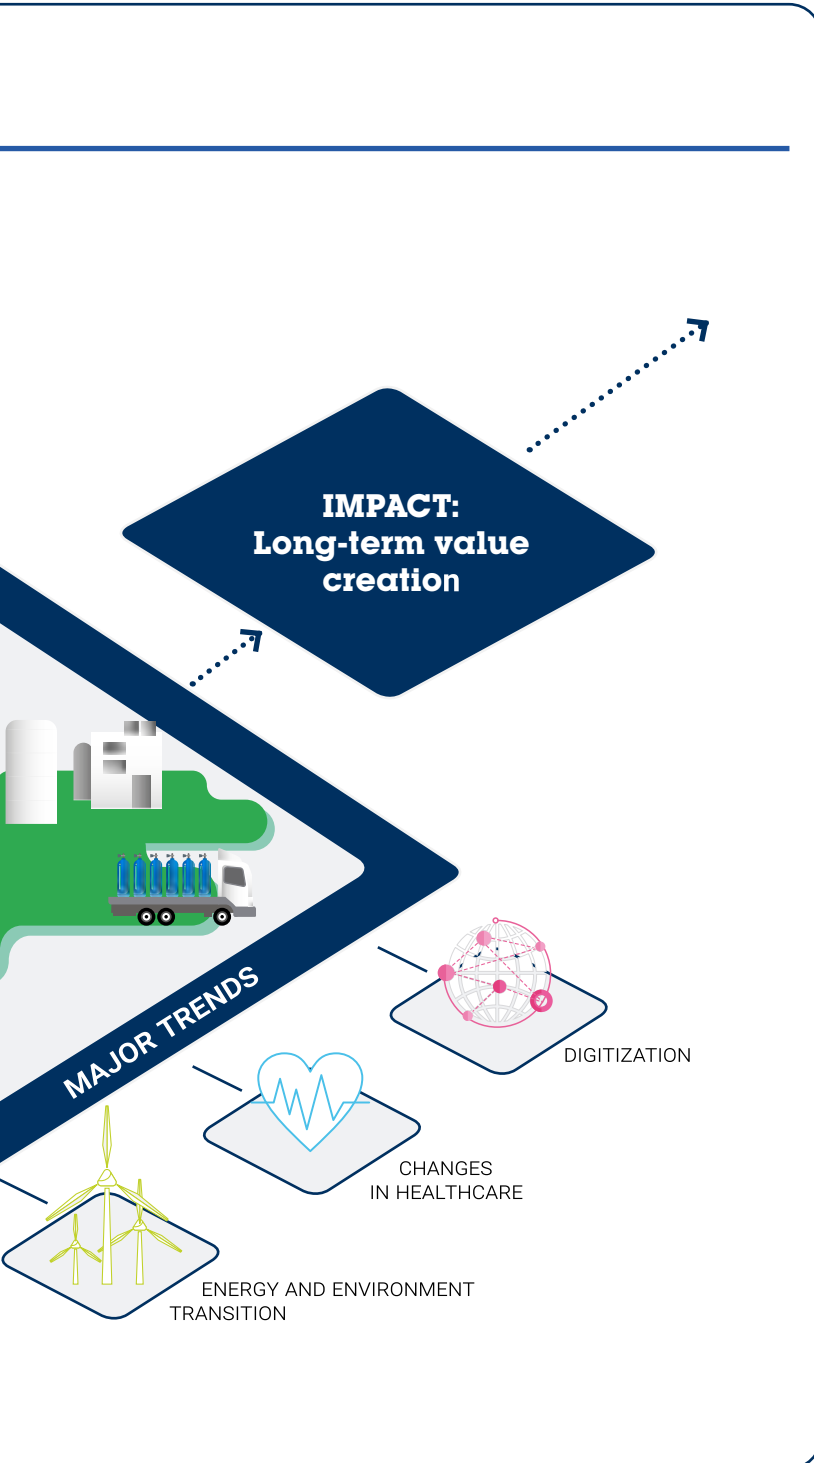 IMPACT:
Long-term value
creation
MAJOR TRENDS
DIGITIZATION
CHANGES
IN HEALTHCARE
ENERGY AND ENVIRONMENT
TRANSITION